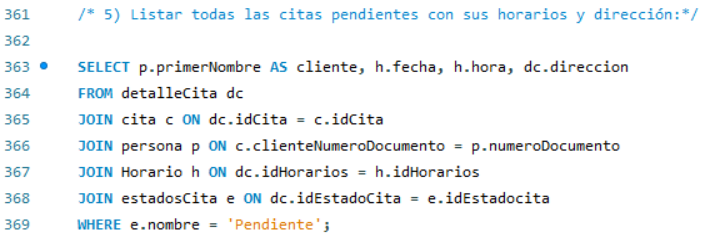 361 /* 5) Listar todas las citas pendientes con sus horarios y dirección:*/
362
363 SELECT p.primerNombre AS cliente, h.fecha, h.hora, dc.direccion
364 FROM detalleCita dc
365 JOIN cita c ON dc.idCita = c.idCita
366 JOIN persona p ON c.clienteNumeroDocumento = p.numeroDocumento
367 JOIN Horario h ON dc.idHorarios = h.idHorarios
368 JOIN estadosCita e ON dc.idEstadoCita = e.idEstadocita
369 WHERE e.nombre = 'Pendiente';